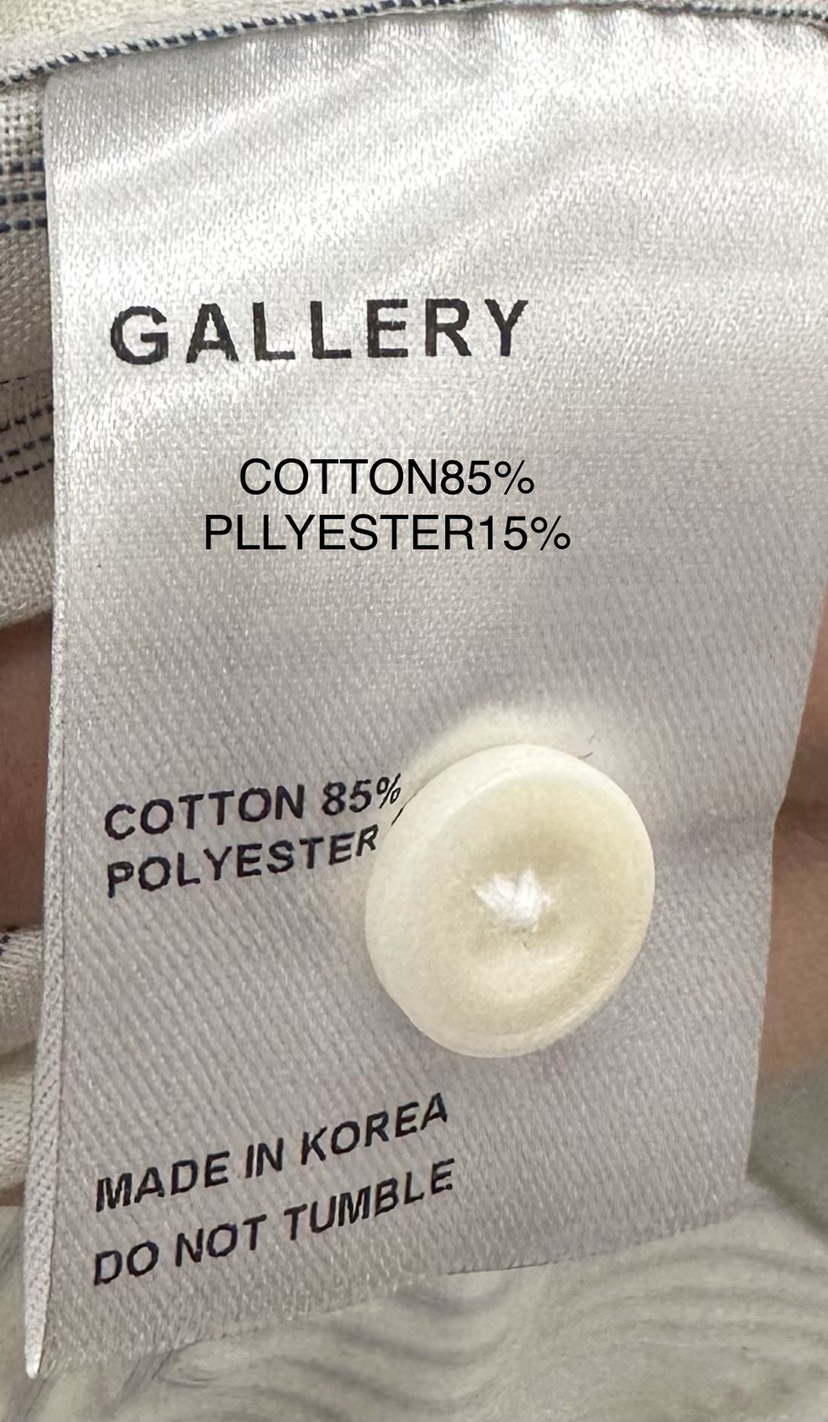 GALLERY
COTTON85%
PLLYESTER15%
COTTON 85%
POLYESTER
MADE IN KOREA
DO NOT TUMBLE